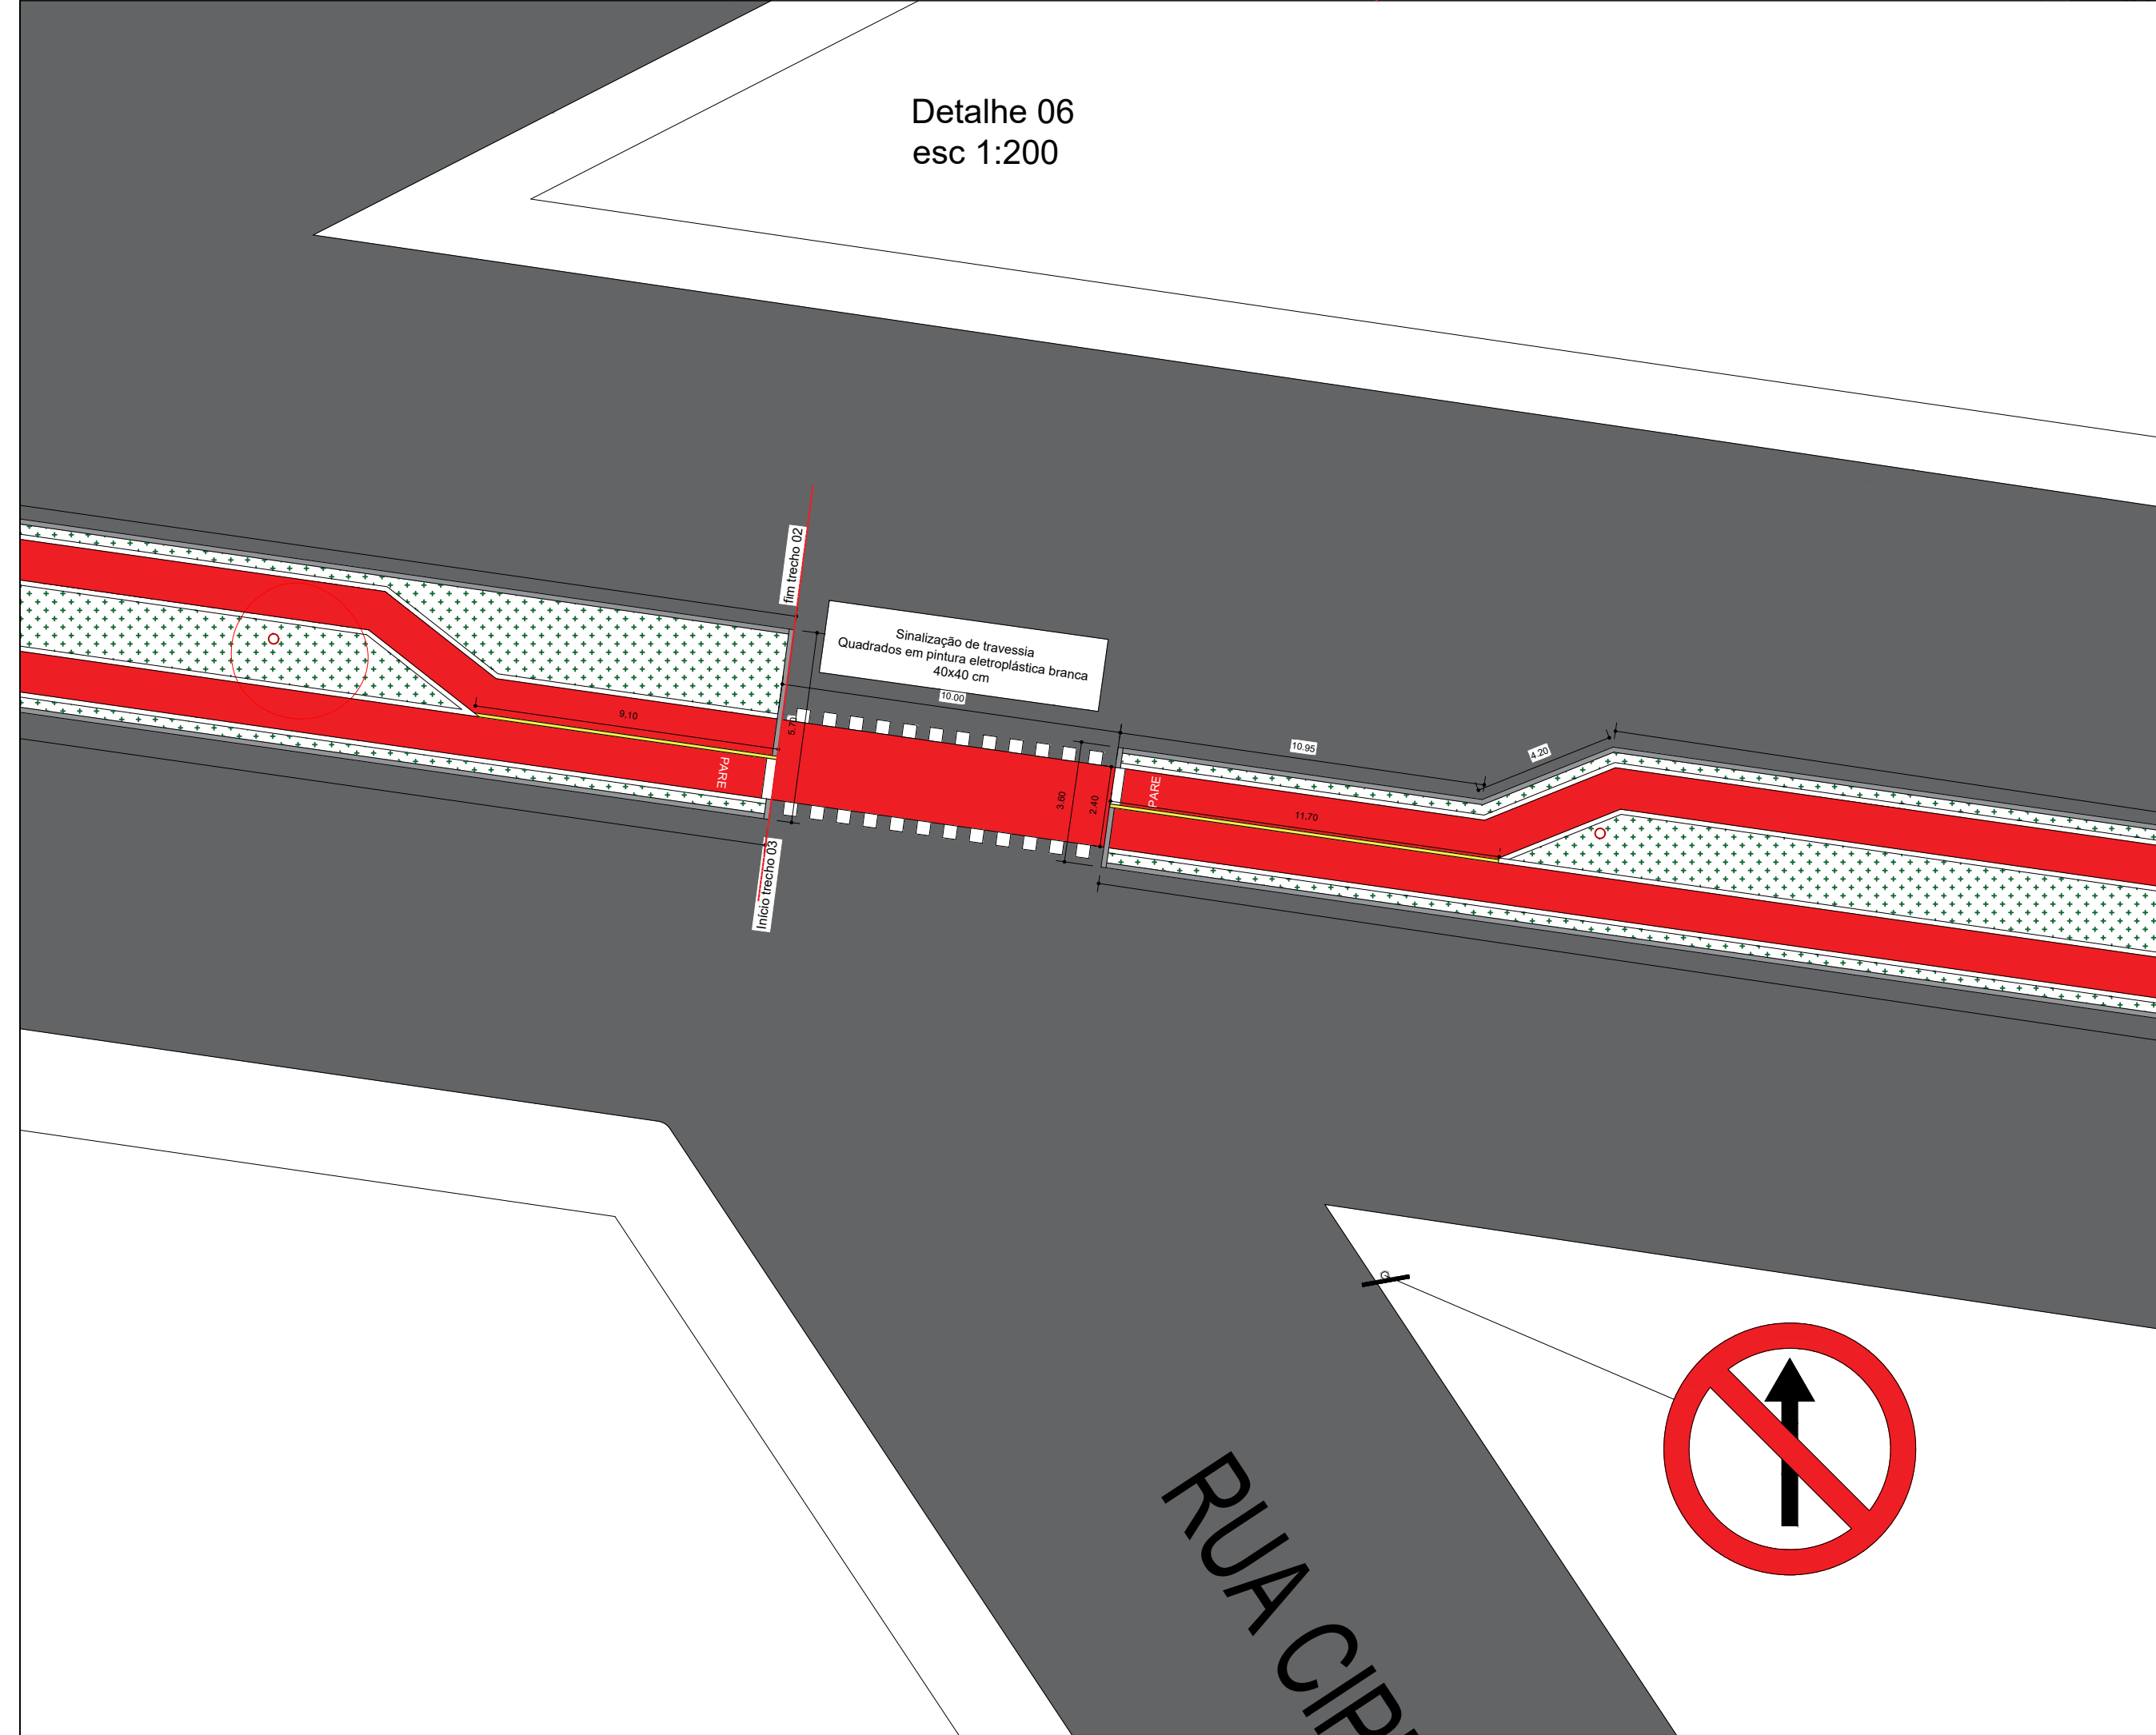 Detalhe 06
esc 1:200
fim trecho 02
Sinalização de travessia
Quadrados em pintura eletroplástica branca
40x40 cm
10.00
9,10
5.70
PARE
10.95
4.20
3.60
2.40
PARE
11,70
Início trecho 03
RUA